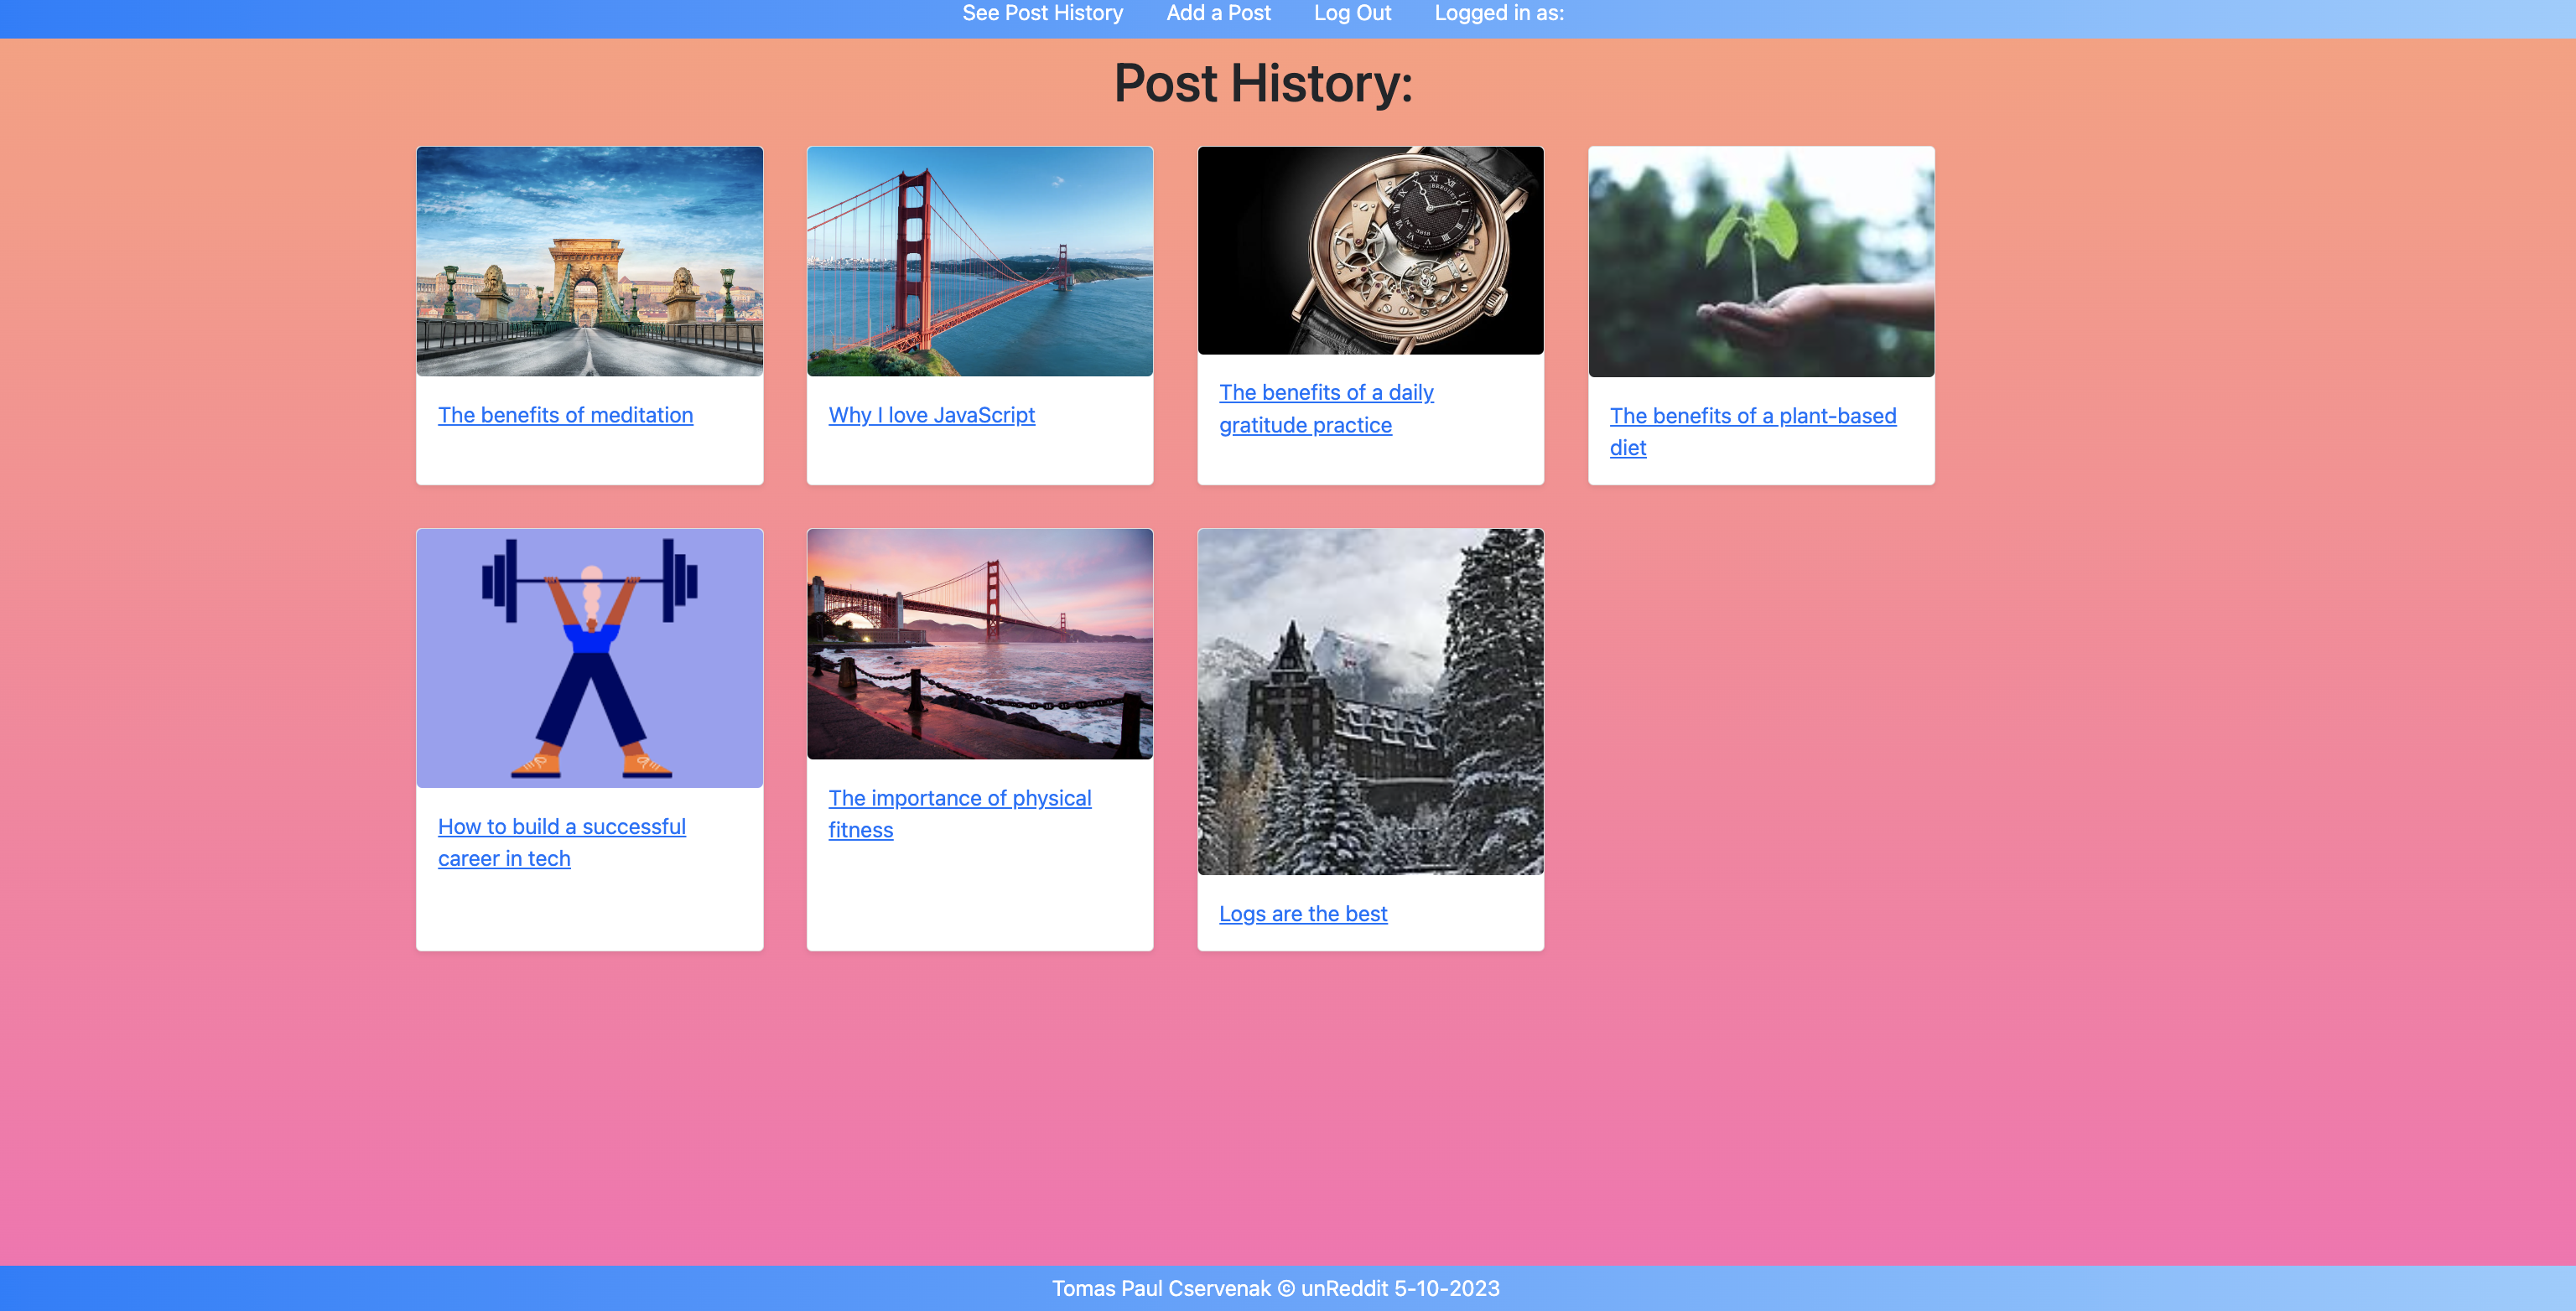 See Post History Add a Post Log Out Logged in as:
Post History:
The benefits of meditation
Why I love JavaScript
The benefits of a daily
gratitude practice
The benefits of a plant-based
diet
How to build a successful
career in tech
The importance of physical
fitness
Logs are the best
Tomas Paul Cservenak © unReddit 5-10-2023